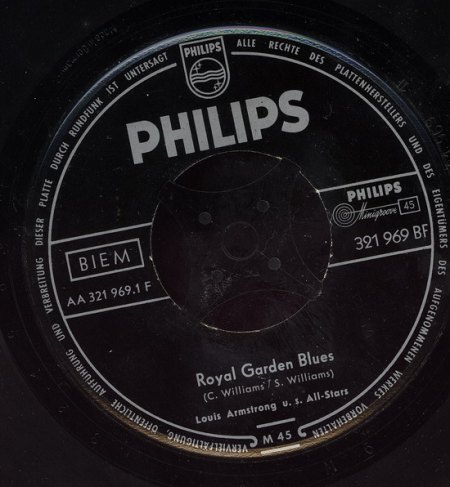 PHILIPS
ALLE RECHTE DES PLATTENHERSTELLERS UND DES EIGENTÜMERS DES AUFGENOMMENEN WERKES VORBEHALTEN
VERVIELFÄLTIGUNG, ÖFFENTLICHE AUFFÜHRUNG UND VERBREITUNG DIESER PLATTE DURCH RUNDFUNK IST UNTERSAGT
PHILIPS
PHILIPS
Minigroove 45
BIEM
321 969 BF
AA 321 969.1 F
Royal Garden Blues
(C. Williams / S. Williams)
Louis Armstrong u. s. All-Stars
M 45